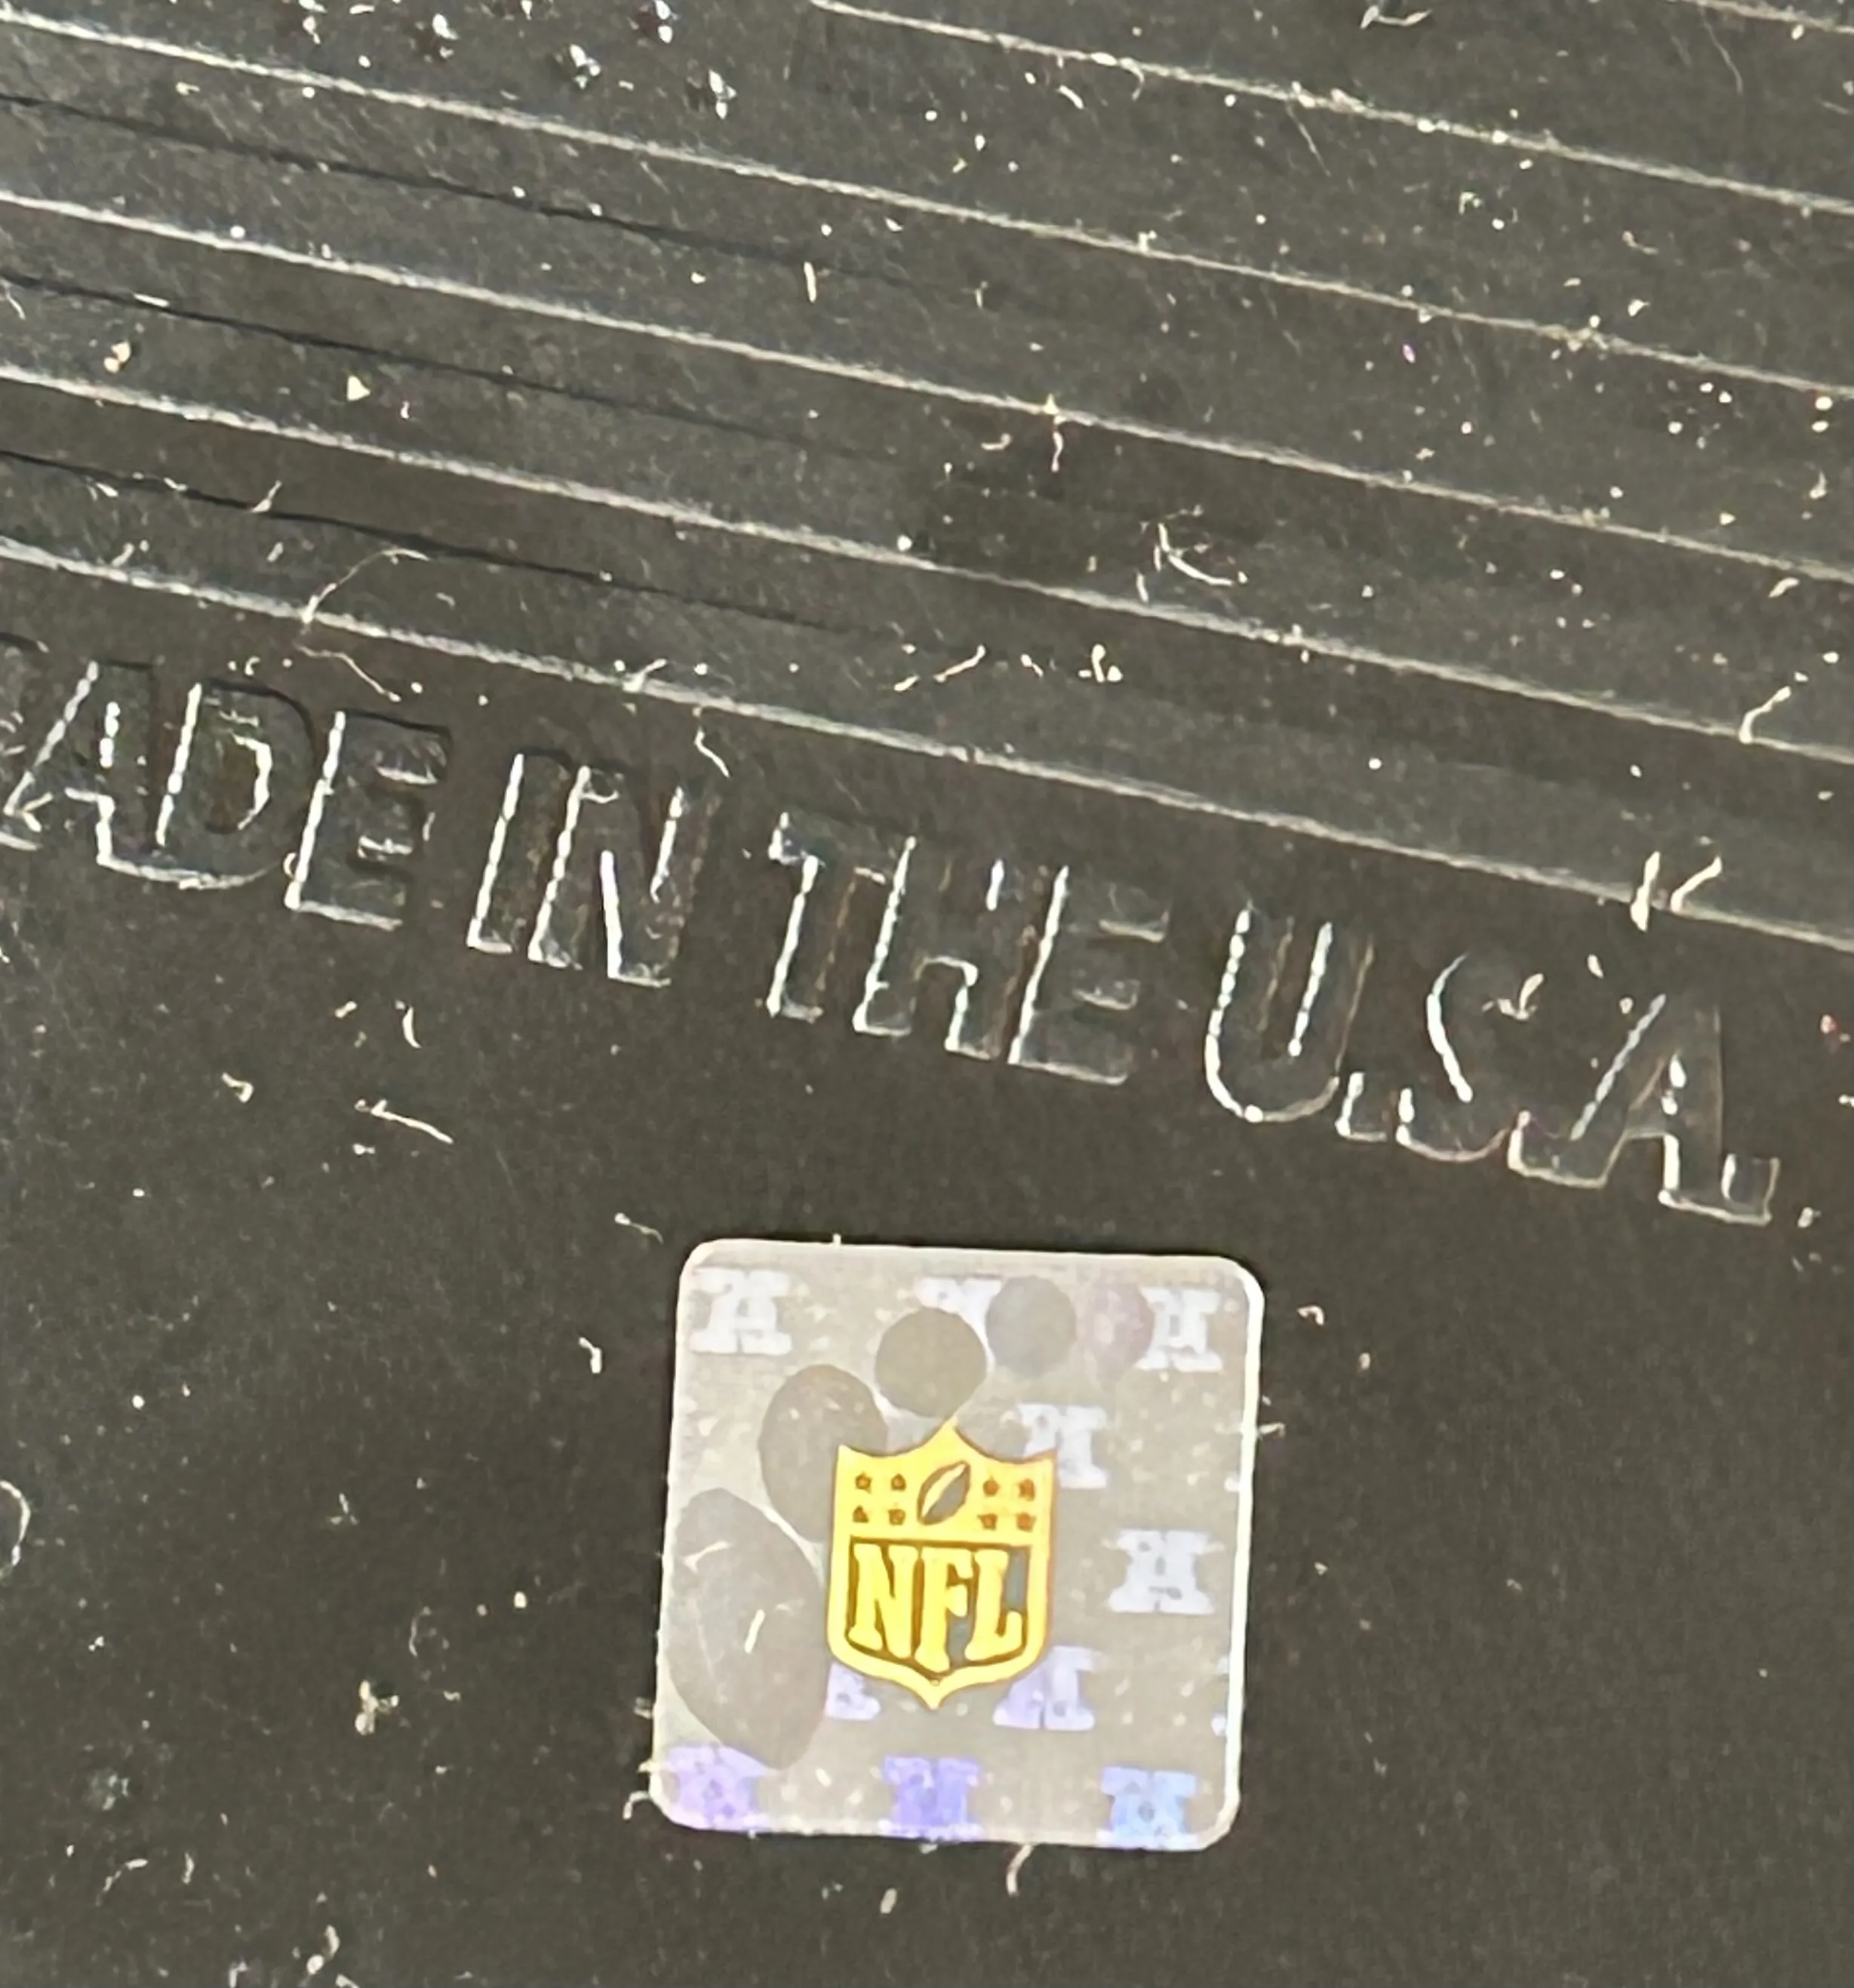 ADE IN THE U.S.A.
NFL